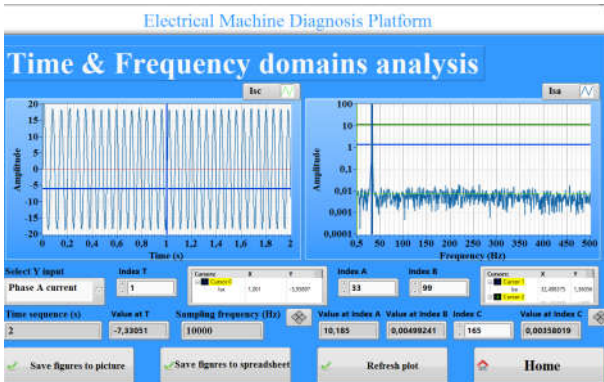 Electrical Machine Diagnosis Platform
Time & Frequency domains analysis
Isc
Isa
Amplitude
20
15
10
5
0
-5
-10
-15
-20
0 0,2 0,4 0,6 0,8 1 1,2 1,4 1,6 1,8 2
Time (s)
Amplitude
100
10
1
0,1
0,01
0,001
0,0001
0,5 50 100 150 200 250 300 350 400 450 500
Frequency (Hz)
Select Y input
Phase A current
Index T
1
Cursors: X Y
Cursor 0
Isc 1,001
Index A
33
Index B
99
Cursors: X Y
Cursor 1
Isa
Cursor 2
Time sequence (s)
2
Value at T
-7,33051
Sampling frequency (Hz)
10000
Value at Index A
10,185
Value at Index B
0,00499241
Index C
165
Value at Index C
0,00358019
Save figures to picture
Save figures to spreadsheet
Refresh plot
Home